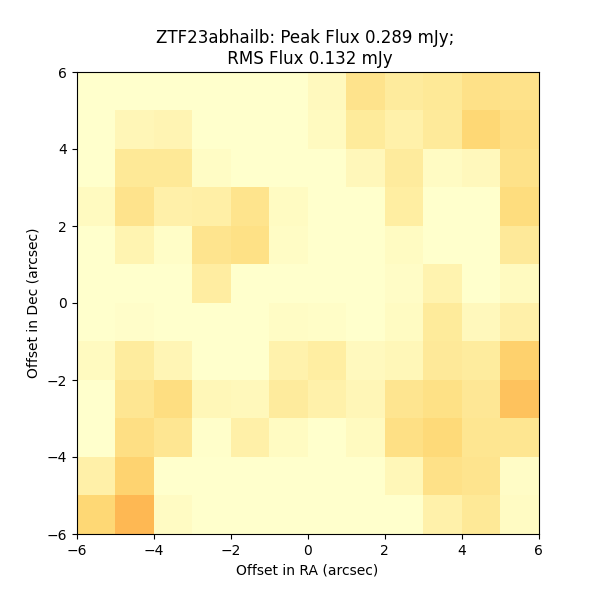 ZTF23abhailb: Peak Flux 0.289 mJy;
RMS Flux 0.132 mJy
6
4
2
0
−2
−4
−6
Offset in Dec (arcsec)
−6 −4 −2 0 2 4 6
Offset in RA (arcsec)